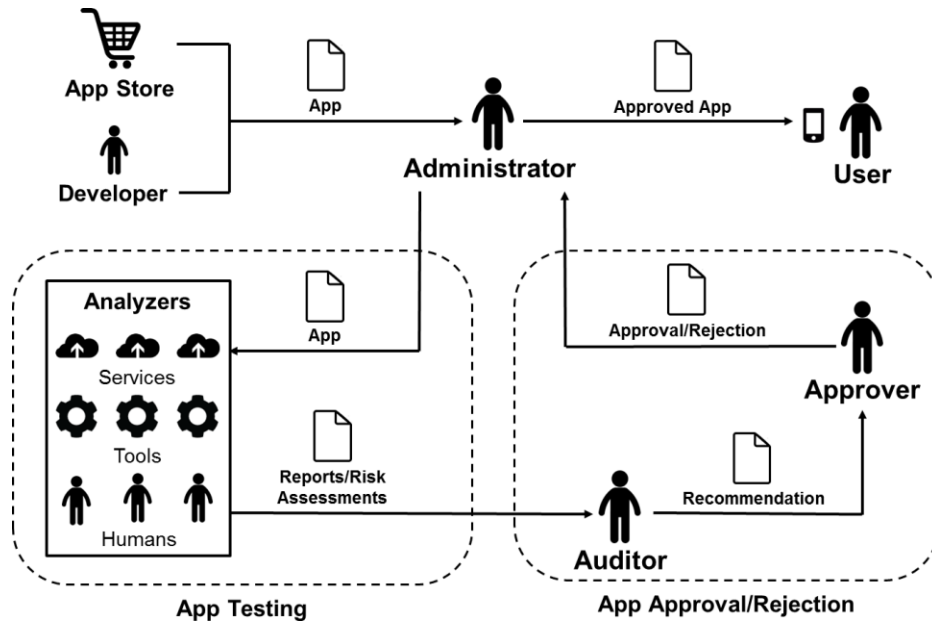 App Store
App
Approved App
Developer
Administrator
User
Analyzers
App
Services
Tools
Reports/Risk
Assessments
Humans
App Testing
Approval/Rejection
Approver
Recommendation
Auditor
App Approval/Rejection